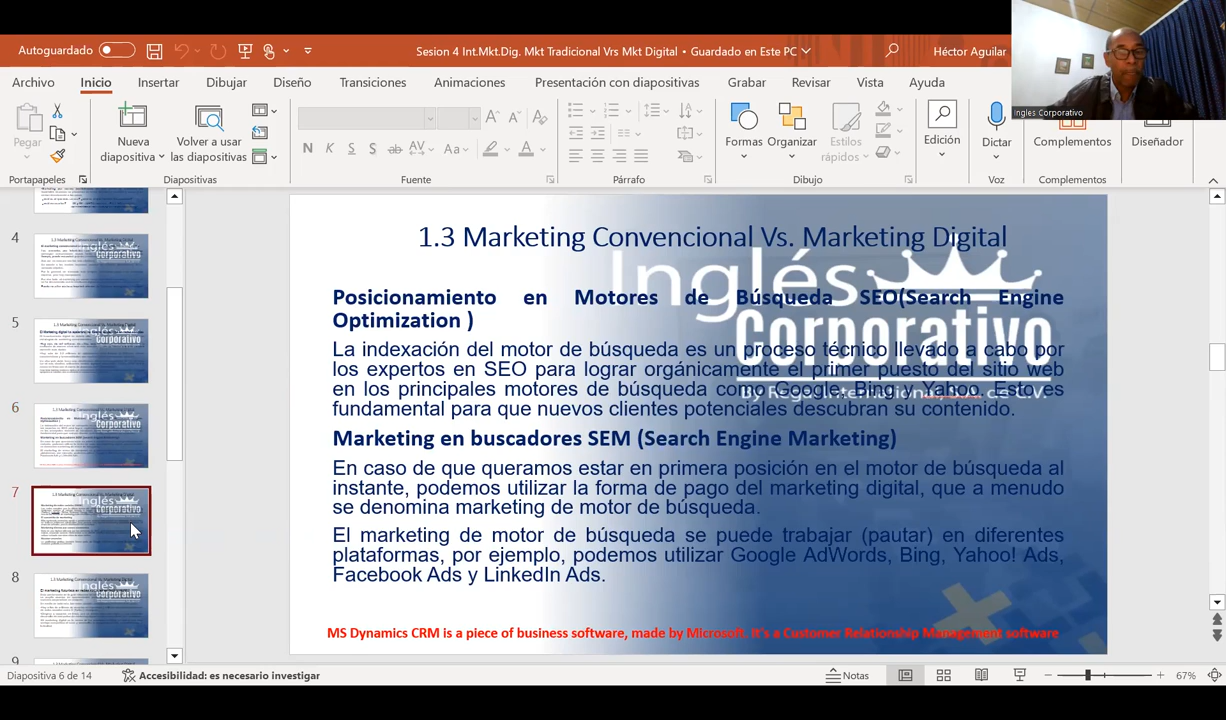 Autoguardado
Sesion 4 Int.Mkt.Dig. Mkt Tradicional Vrs Mkt Digital • Guardado en Este PC
Héctor Aguilar
Ingles Corporativo
Archivo Inicio Insertar Dibujar Diseño Transiciones Animaciones Presentación con diapositivas Grabar Revisar Vista Ayuda
Pegar
Nueva diapositiva
Volver a usar las diapositivas
N K S S ab AV Aa A
Formas Organizar Estilos rápidos
Edición
Dictar
Complementos
Diseñador
Portapapeles Diapositivas Fuente Párrafo Dibujo Voz Complementos
4
5
6
7
8
9
1.3 Marketing Convencional Vs. Marketing Digital
Inglés
Corporativo
Posicionamiento en Motores de Búsqueda SEO(Search Engine
Optimization )
La indexación del motor de búsqueda es un proceso técnico llevado a cabo por
los expertos en SEO para lograr orgánicamente el primer puesto del sitio web
en los principales motores de búsqueda como Google, Bing y Yahoo. Esto es
fundamental para que nuevos clientes potenciales descubran su contenido.
Marketing en buscadores SEM (Search Engine Marketing)
En caso de que queramos estar en primera posición en el motor de búsqueda al
instante, podemos utilizar la forma de pago del marketing digital, que a menudo
se denomina marketing de motor de búsqueda.
El marketing de motor de búsqueda se puede trabajar (pautar) en diferentes
plataformas, por ejemplo, podemos utilizar Google AdWords, Bing, Yahoo! Ads,
Facebook Ads y LinkedIn Ads.
MS Dynamics CRM is a piece of business software, made by Microsoft. It's a Customer Relationship Management software
Diapositiva 6 de 14
Accesibilidad: es necesario investigar
Notas
67%